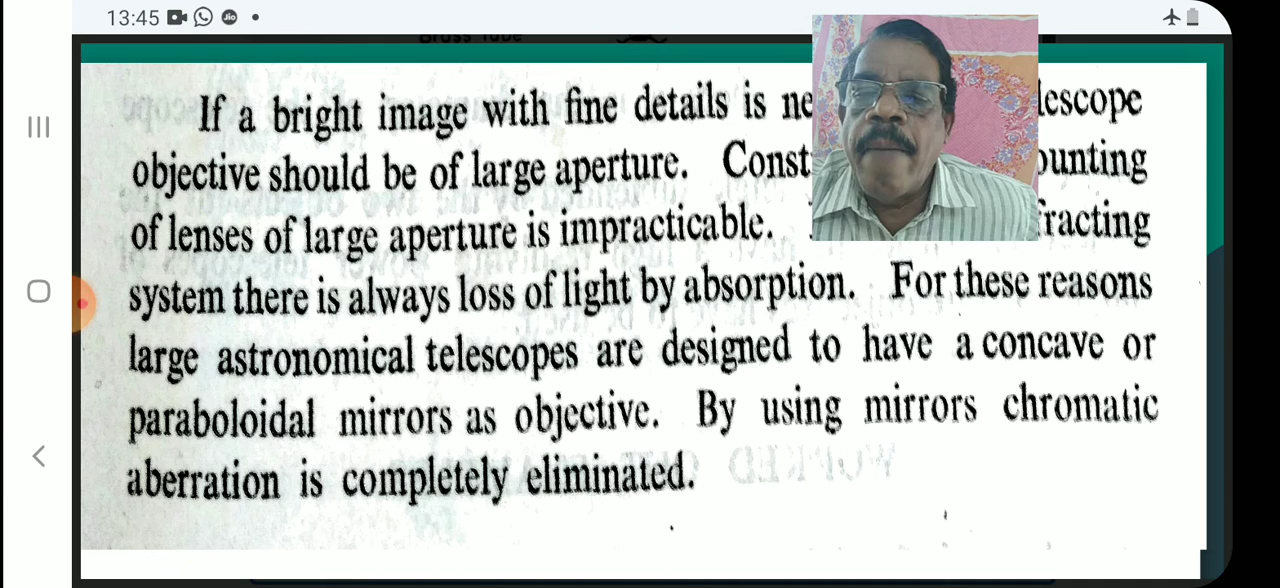 13:45
Jio
Brass Tube
If a bright image with fine details is lescope
objective should be of large aperture. ounting
of lenses of large aperture is impracticable. fracting
system there is always loss of light by absorption. For these reasons
large astronomical telescopes are designed to have a concave or
paraboloidal mirrors as objective. By using mirrors chromatic
aberration is completely eliminated.